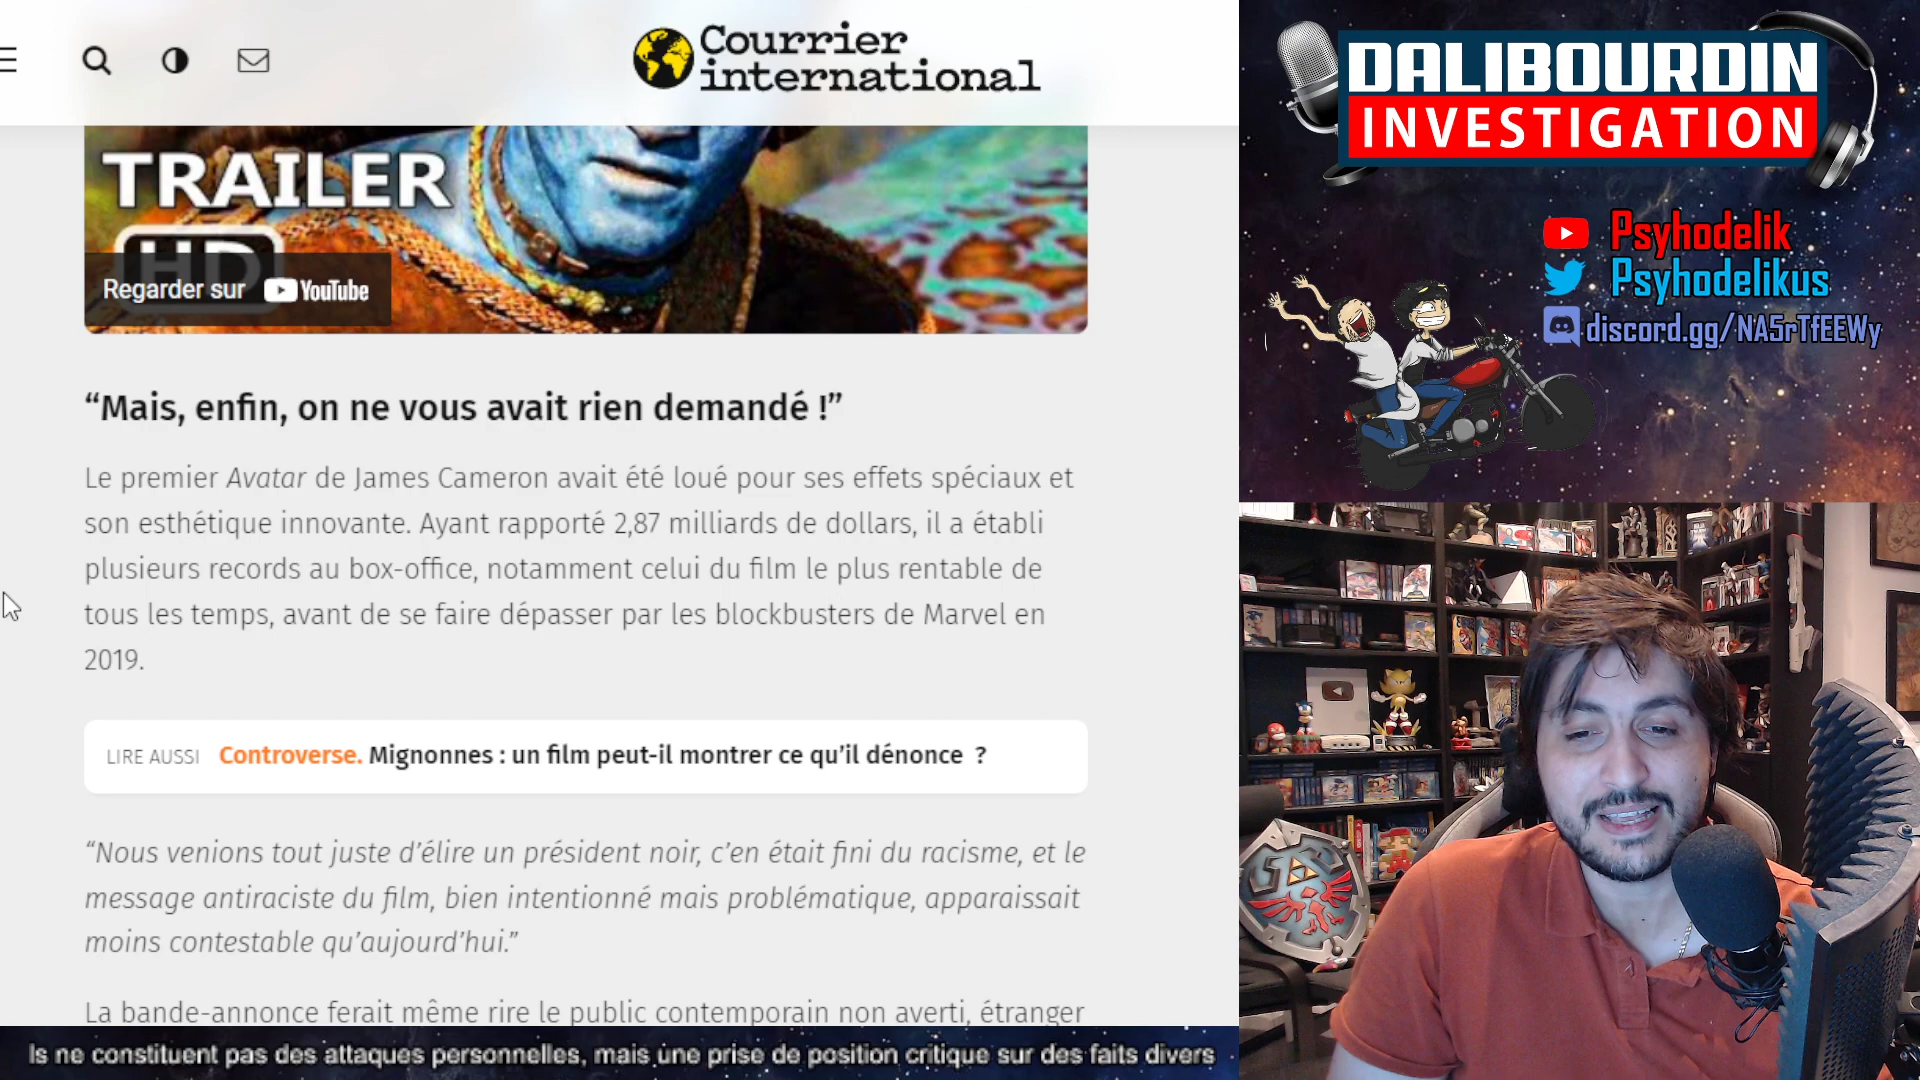 Courrier
international
TRAILER
HD
Regarder sur YouTube
“Mais, enfin, on ne vous avait rien demandé !”
Le premier Avatar de James Cameron avait été loué pour ses effets spéciaux et
son esthétique innovante. Ayant rapporté 2,87 milliards de dollars, il a établi
plusieurs records au box-office, notamment celui du film le plus rentable de
tous les temps, avant de se faire dépasser par les blockbusters de Marvel en
2019.
LIRE AUSSI Controverse. Mignonnes : un film peut-il montrer ce qu’il dénonce ?
“Nous venions tout juste d’élire un président noir, c’en était fini du racisme, et le
message antiraciste du film, bien intentionné mais problématique, apparaissait
moins contestable qu’aujourd’hui.”
La bande-annonce ferait même rire le public contemporain non averti, étranger
ls ne constituent pas des attaques personnelles, mais une prise de position critique sur des faits divers
DALIBOURDIN
INVESTIGATION
Psyhodelik
Psyhodelikus
discord.gg/NA5rTfEEWy